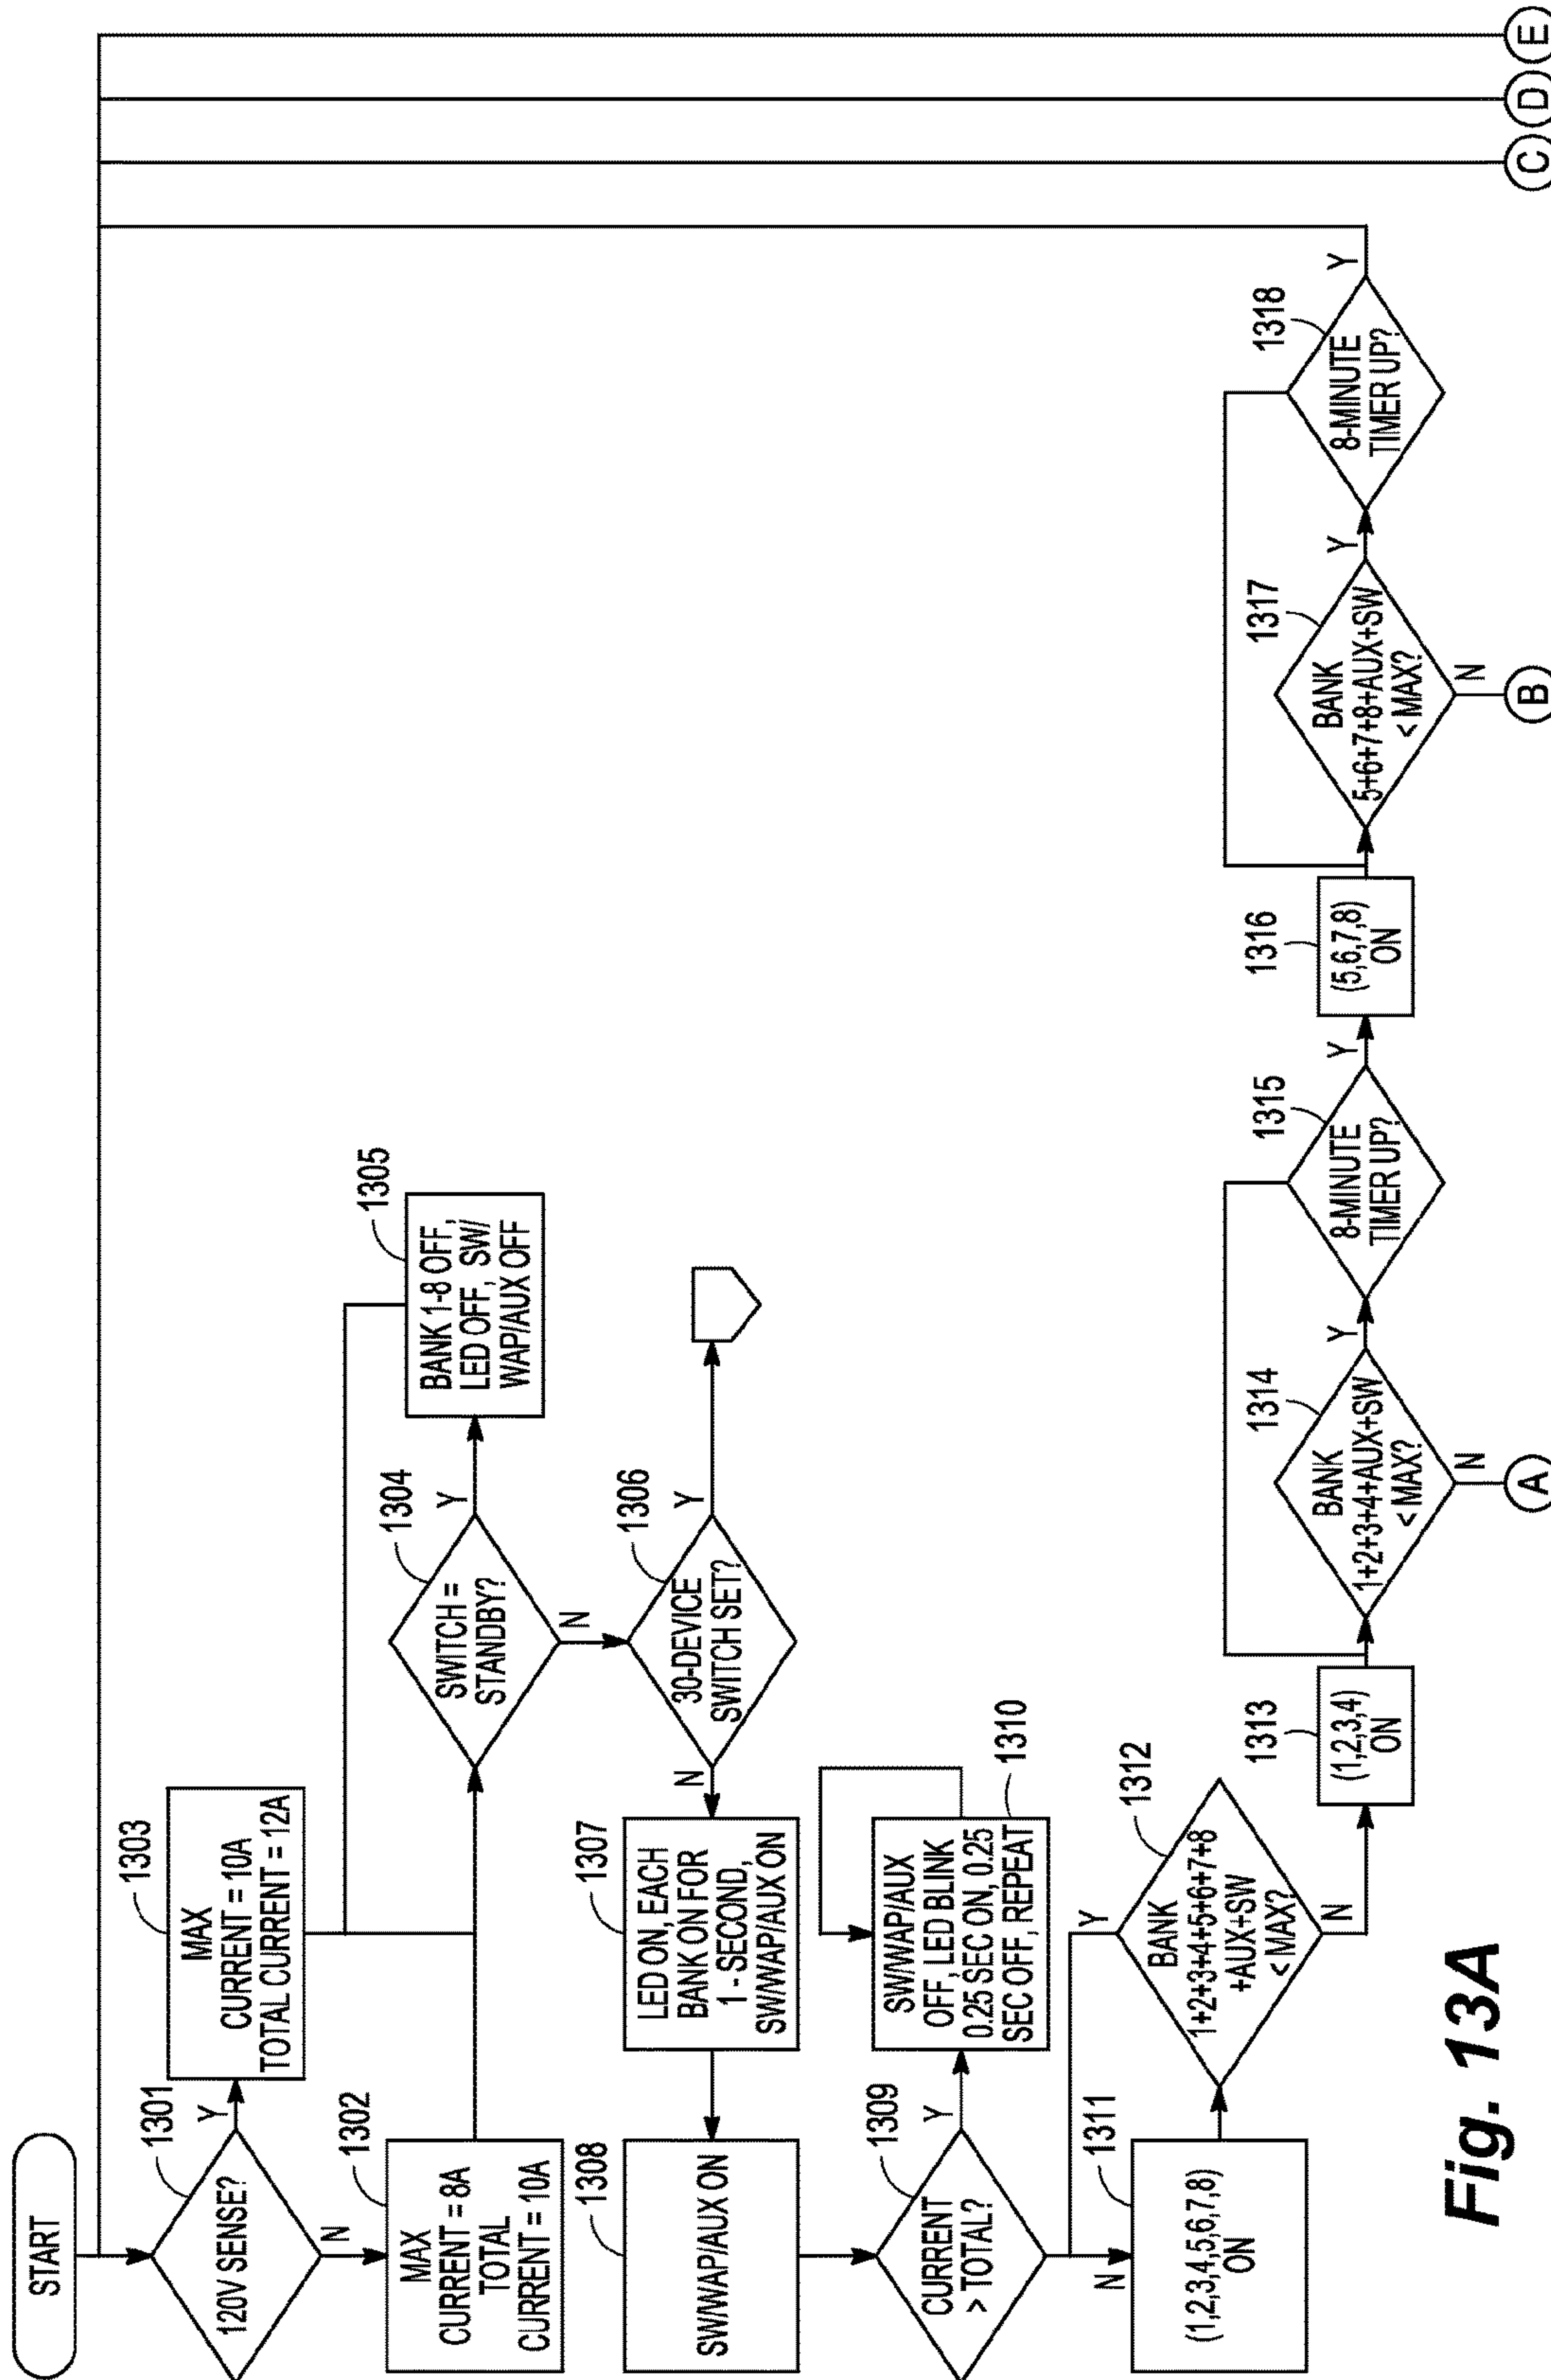 START
1301
120V SENSE?
Y
N
1303
MAX
CURRENT = 10A
TOTAL CURRENT = 12A
1302
MAX
CURRENT = 8A
TOTAL
CURRENT = 10A
1304
SWITCH =
STANDBY?
Y
N
1305
BANK 1-8 OFF,
LED OFF, SW/
WAP/AUX OFF
1306
30-DEVICE
SWITCH SET?
Y
N
1307
LED ON, EACH
BANK ON FOR
1 - SECOND,
SW/WAP/AUX ON
1308
SW/WAP/AUX ON
1309
CURRENT
> TOTAL?
Y
N
1310
SW/WAP/AUX
OFF, LED BLINK
0.25 SEC ON, 0.25
SEC OFF, REPEAT
1311
(1,2,3,4,5,6,7,8)
ON
1312
BANK
1+2+3+4+5+6+7+8
+AUX+SW
< MAX?
Y
N
1313
(1,2,3,4)
ON
1314
BANK
1+2+3+4+AUX+SW
< MAX?
Y
N
A
1315
8-MINUTE
TIMER UP?
Y
1316
(5,6,7,8)
ON
1317
BANK
5+6+7+8+AUX+SW
< MAX?
Y
N
B
1318
8-MINUTE
TIMER UP?
Y
C
D
E
Fig. 13A